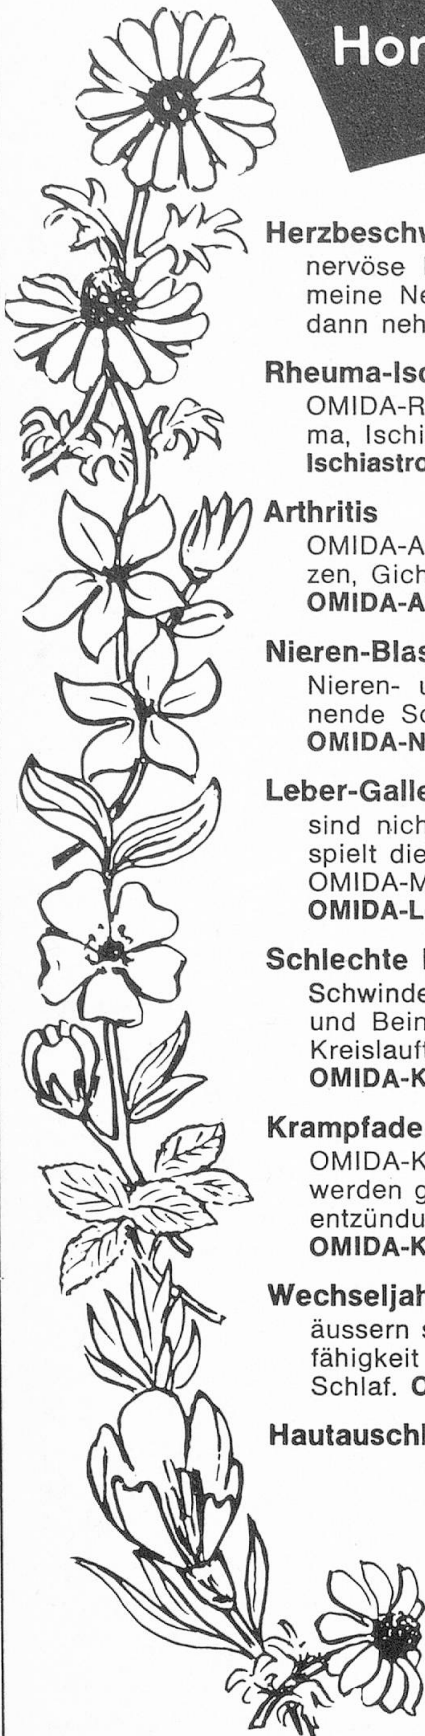 Hor
Herzbeschw
nervöse
meine Ne
dann neh
Rheuma-Isc
OMIDA-R
ma, Ischi
Ischiastro
Arthritis
OMIDA-A
zen, Gich
OMIDA-A
Nieren-Blas
Nieren- u
nende Sc
OMIDA-N
Leber-Galle
sind nich
spielt die
OMIDA-M
OMIDA-L
Schlechte
Schwinde
und Bein
Kreislauft
OMIDA-K
Krampfade
OMIDA-K
werden g
entzündu
OMIDA-K
Wechseljah
äussern s
fähigkeit
Schlaf. O
Hautauschl